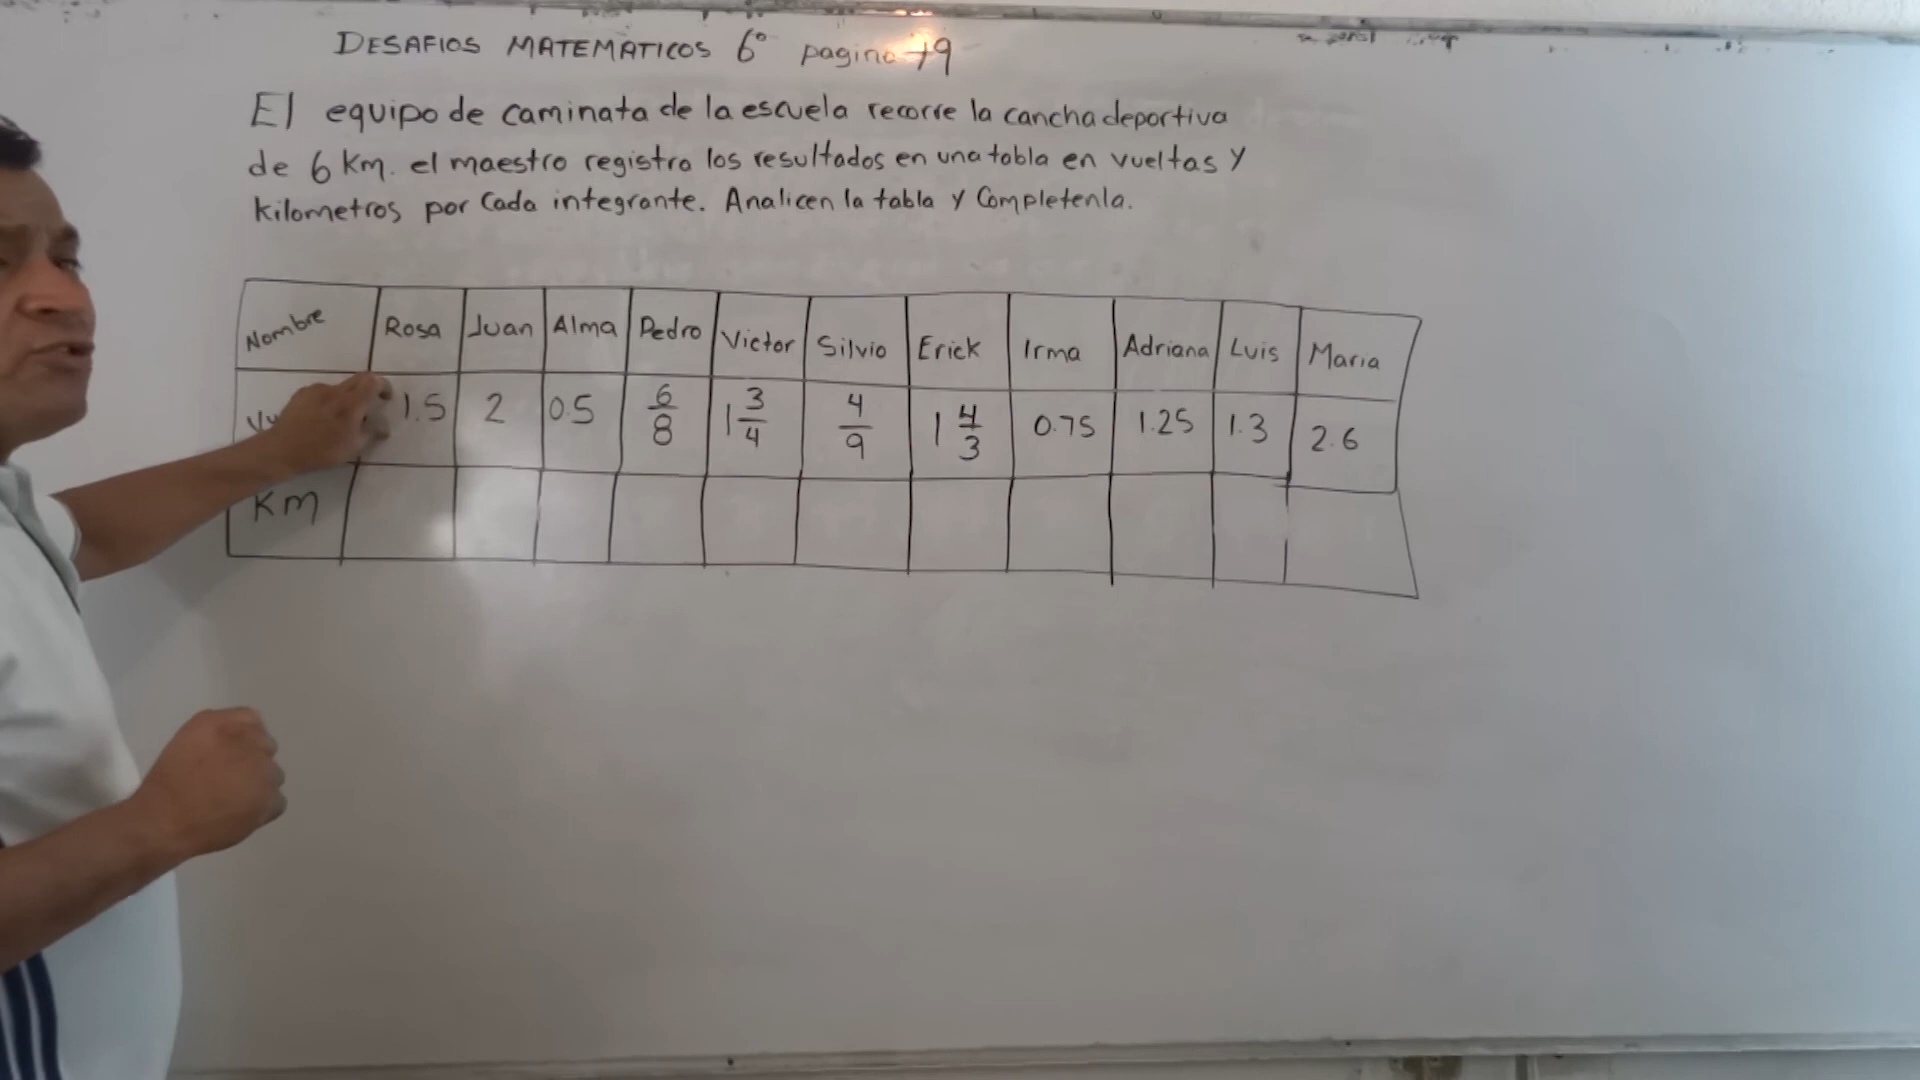 DESAFIOS MATEMATICOS 6° pagina 79
El equipo de caminata de la escuela recorre la cancha deportiva
de 6 Km. el maestro registra los resultados en una tabla en vueltas y
kilometros por cada integrante. Analicen la tabla y Completenla.
Nombre Rosa Juan Alma Pedro Victor Silvio Erick Irma Adriana Luis Maria
1.5 2 0.5 6/8 1 3/4 4/9 1 4/3 0.75 1.25 1.3 2.6
Km